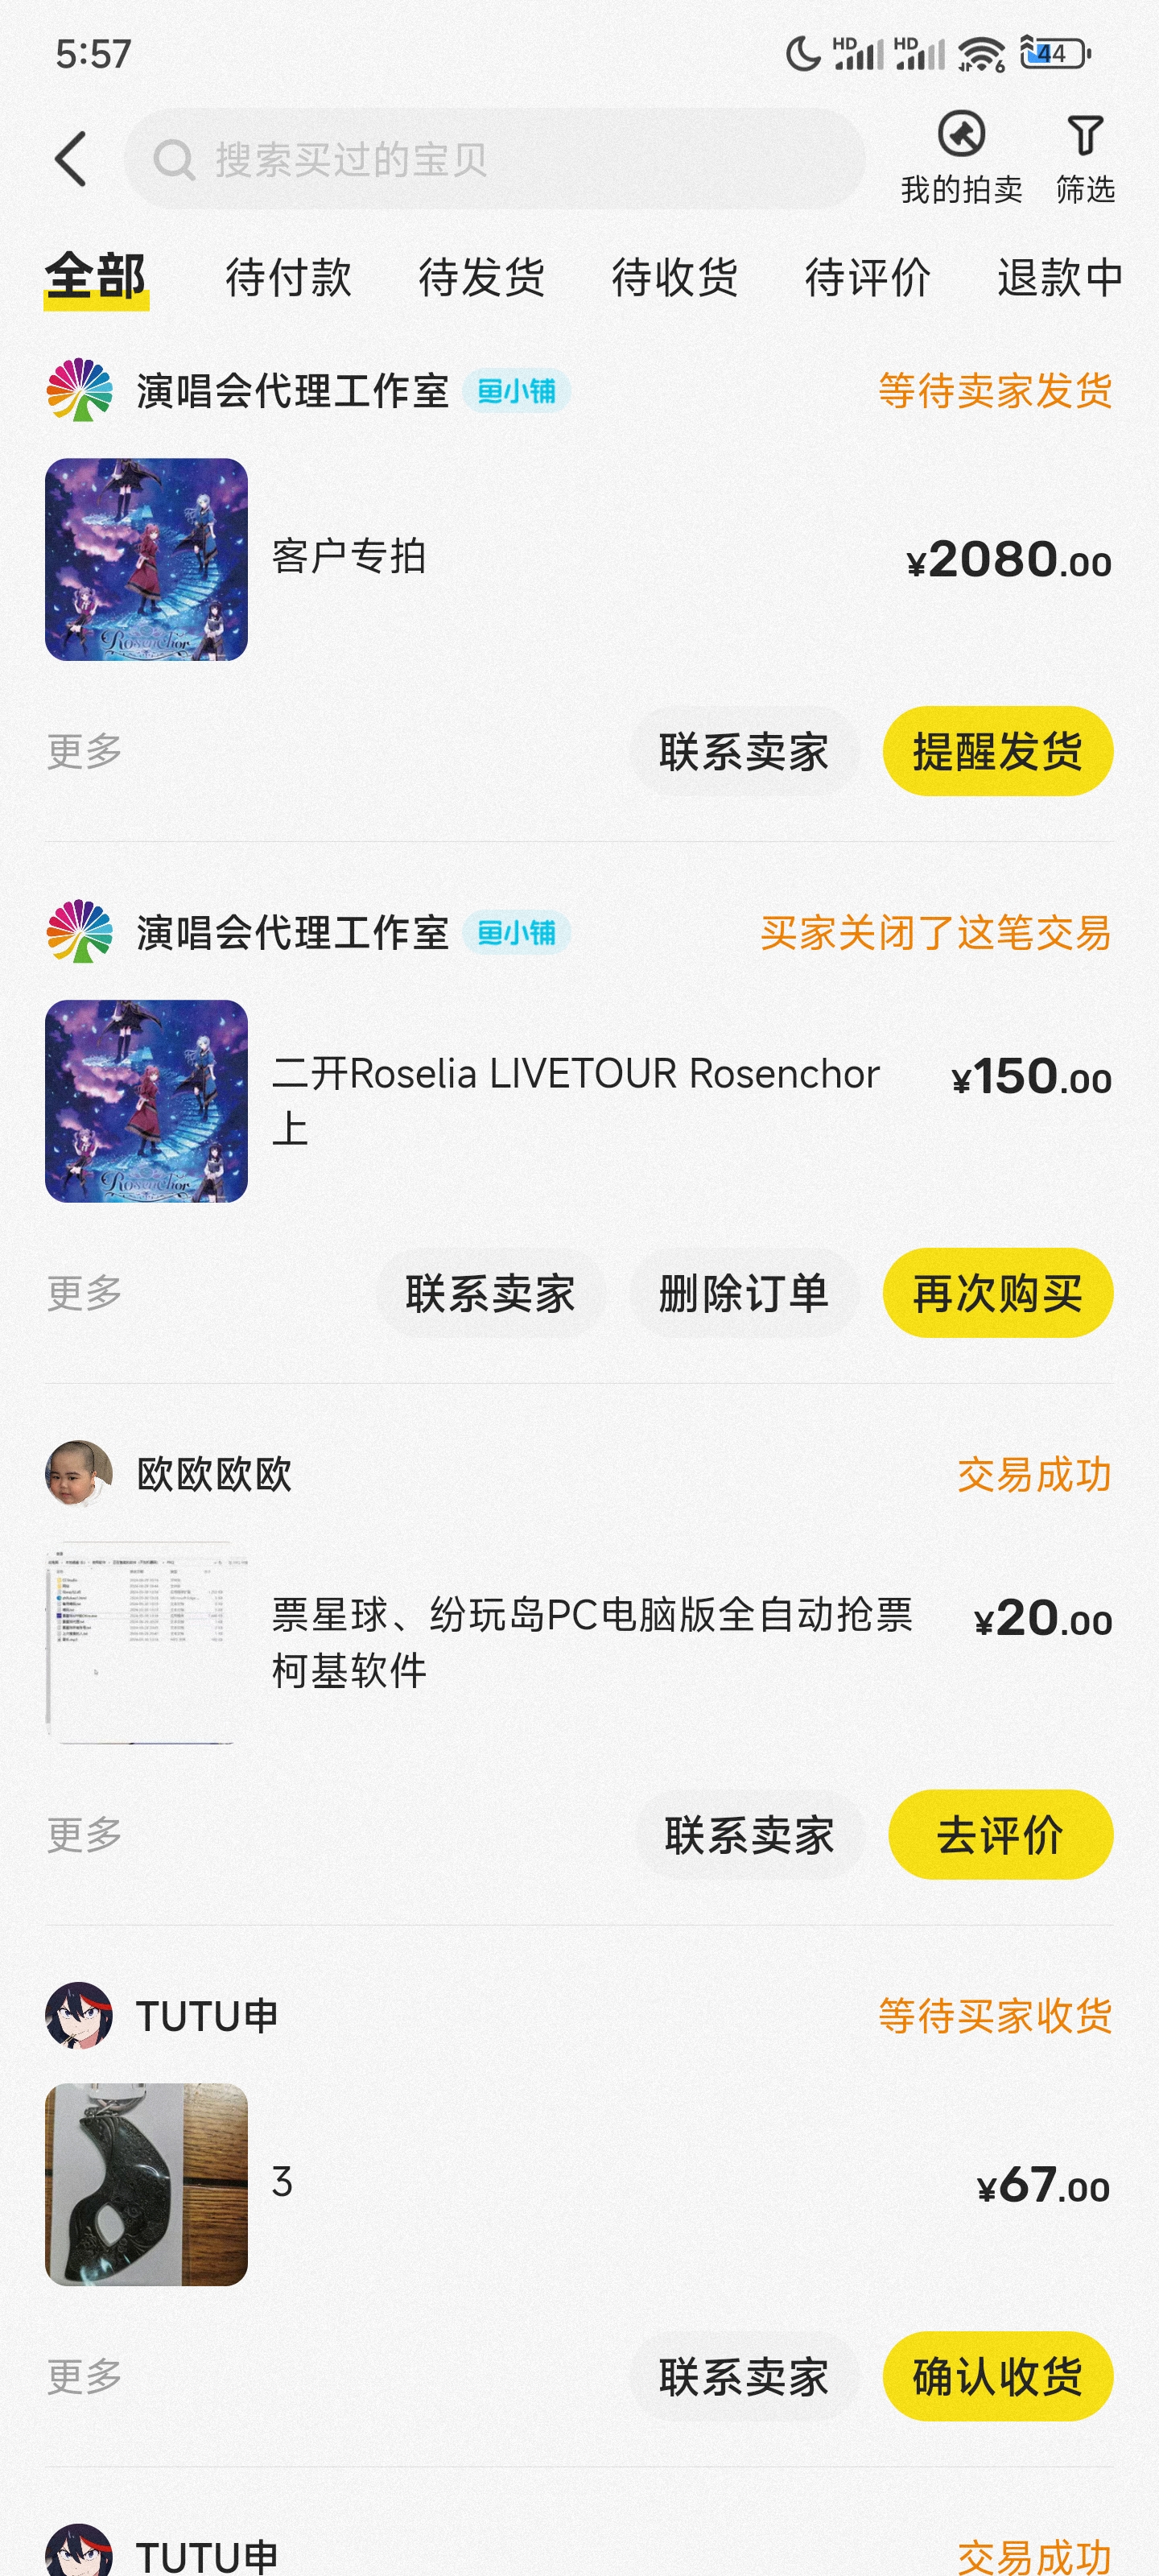 5:57
HD HD 6 44
搜索买过的宝贝
我的拍卖 筛选
全部 待付款 待发货 待收货 待评价 退款中
演唱会代理工作室 鱼小铺 等待卖家发货
Rosenchor
客户专拍 ¥2080.00
更多 联系卖家 提醒发货
演唱会代理工作室 鱼小铺 买家关闭了这笔交易
Rosenchor
二开Roselia LIVETOUR Rosenchor ¥150.00
上
更多 联系卖家 删除订单 再次购买
欧欧欧欧 交易成功
票星球、纷玩岛PC电脑版全自动抢票 ¥20.00
柯基软件
更多 联系卖家 去评价
TUTU申 等待买家收货
3 ¥67.00
更多 联系卖家 确认收货
TUTU申 交易成功